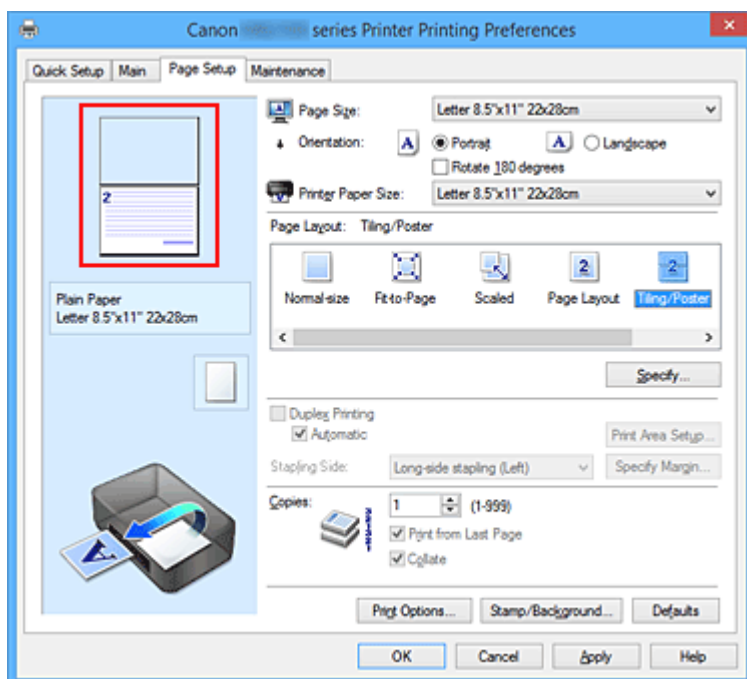 Canon series Printer Printing Preferences
Quick Setup Main Page Setup Maintenance
2
Plain Paper
Letter 8.5"x11" 22x28cm
A
Page Size: Letter 8.5"x11" 22x28cm
Orientation: A Portrait A Landscape
Rotate 180 degrees
Printer Paper Size: Letter 8.5"x11" 22x28cm
Page Layout: Tiling/Poster
2 2
Normal-size Fit-to-Page Scaled Page Layout Tiling/Poster
Specify...
Duplex Printing
Automatic Print Area Setup...
Stapling Side: Long-side stapling (Left) Specify Margin...
Copies: 1 (1-999)
Print from Last Page
Collate
Print Options... Stamp/Background... Defaults
OK Cancel Apply Help